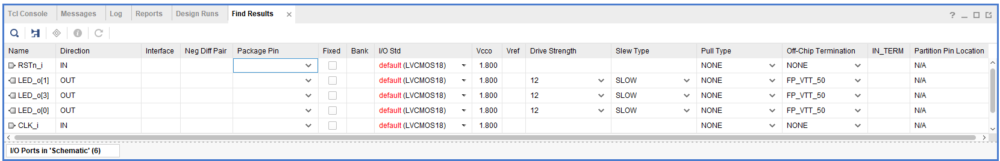 Tcl Console Messages Log Reports Design Runs Find Results ×
Name Direction Interface Neg Diff Pair Package Pin Fixed Bank I/O Std Vcco Vref Drive Strength Slew Type Pull Type Off-Chip Termination IN_TERM Partition Pin Location
RSTn_i IN default (LVCMOS18) 1.800 NONE NONE N/A
LED_o[1] OUT default (LVCMOS18) 1.800 12 SLOW NONE FP_VTT_50 N/A
LED_o[3] OUT default (LVCMOS18) 1.800 12 SLOW NONE FP_VTT_50 N/A
LED_o[0] OUT default (LVCMOS18) 1.800 12 SLOW NONE FP_VTT_50 N/A
CLK_i IN default (LVCMOS18) 1.800 NONE NONE N/A
I/O Ports in 'Schematic' (6)